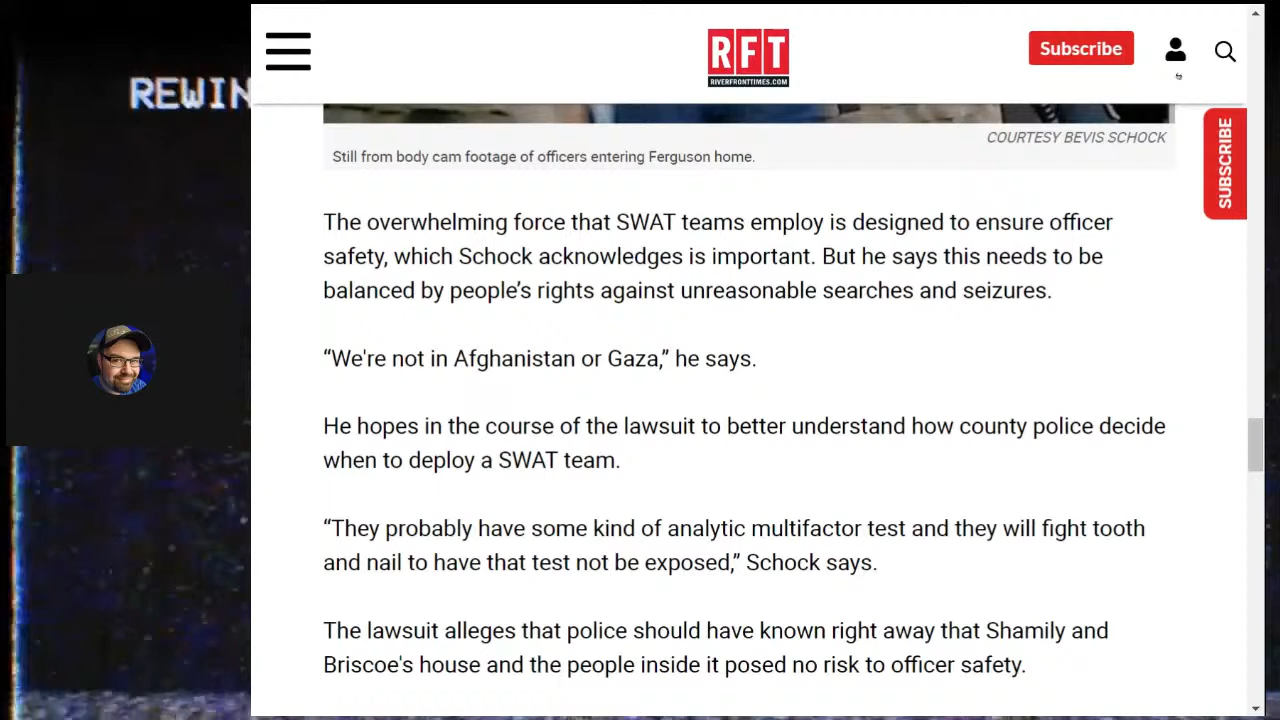 REWIN
RFT
RIVERFRONTTIMES.COM
Subscribe
SUBSCRIBE
COURTESY BEVIS SCHOCK
Still from body cam footage of officers entering Ferguson home.
The overwhelming force that SWAT teams employ is designed to ensure officer
safety, which Schock acknowledges is important. But he says this needs to be
balanced by people’s rights against unreasonable searches and seizures.
“We're not in Afghanistan or Gaza,” he says.
He hopes in the course of the lawsuit to better understand how county police decide
when to deploy a SWAT team.
“They probably have some kind of analytic multifactor test and they will fight tooth
and nail to have that test not be exposed,” Schock says.
The lawsuit alleges that police should have known right away that Shamily and
Briscoe's house and the people inside it posed no risk to officer safety.